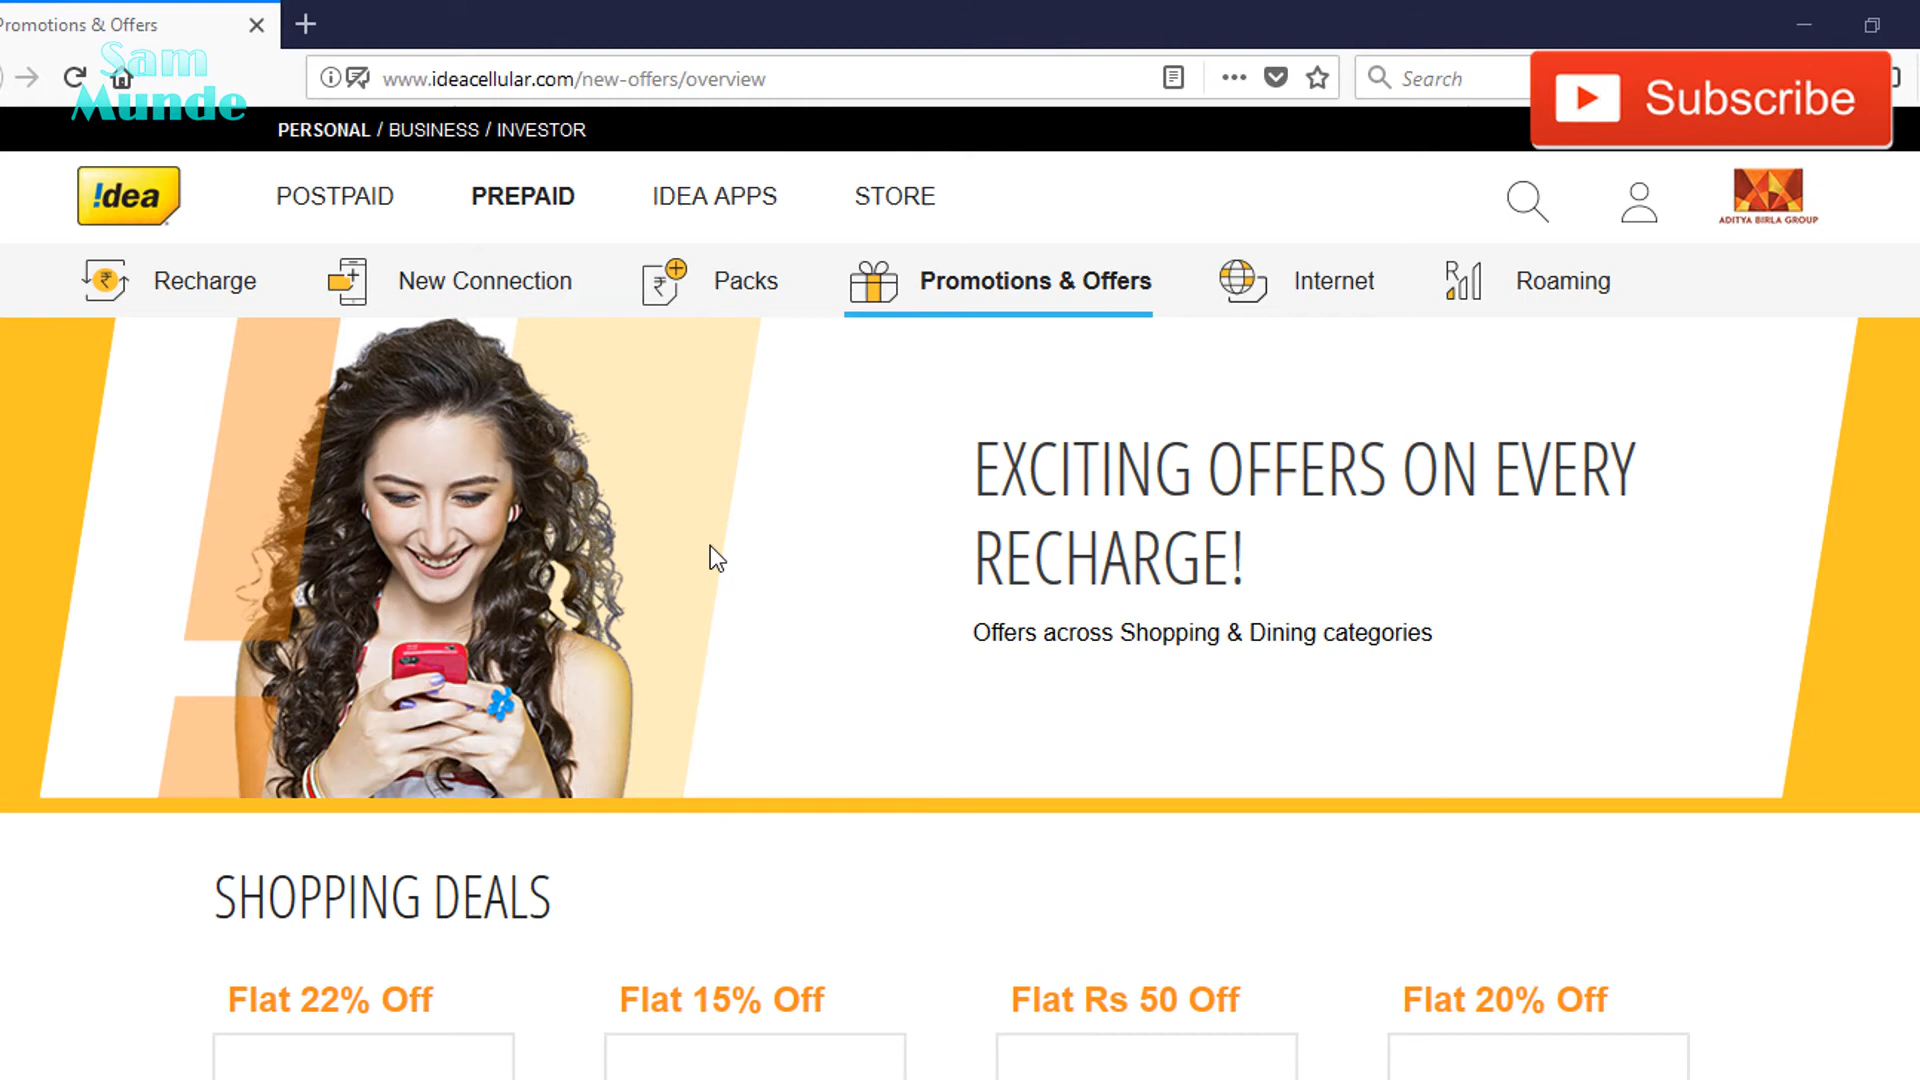 Promotions & Offers
Sam
Munde
www.ideacellular.com/new-offers/overview
Search
Subscribe
PERSONAL / BUSINESS / INVESTOR
!dea
POSTPAID
PREPAID
IDEA APPS
STORE
ADITYA BIRLA GROUP
Recharge
New Connection
Packs
Promotions & Offers
Internet
Roaming
EXCITING OFFERS ON EVERY
RECHARGE!
Offers across Shopping & Dining categories
SHOPPING DEALS
Flat 22% Off
Flat 15% Off
Flat Rs 50 Off
Flat 20% Off